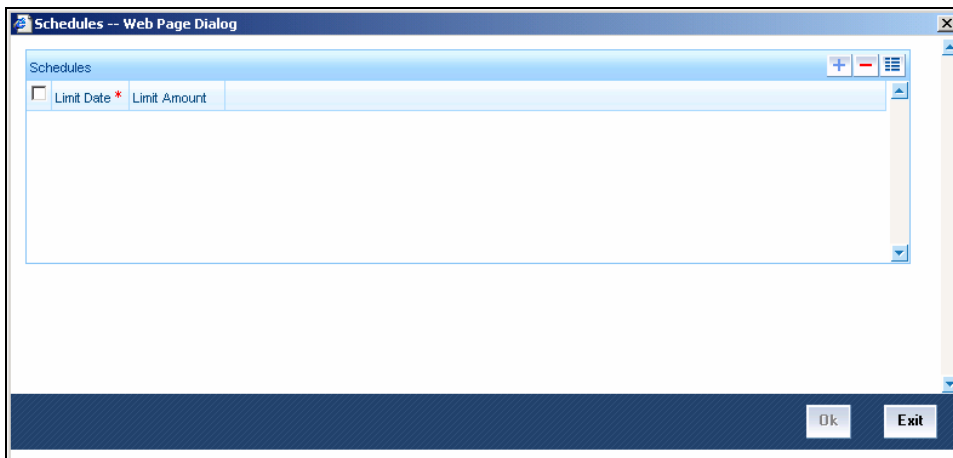 Schedules -- Web Page Dialog
Schedules
Limit Date * Limit Amount
Ok Exit